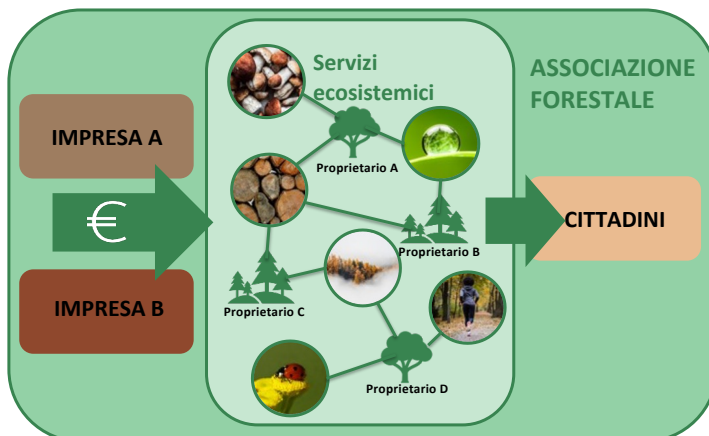 Servizi
ecosistemici
ASSOCIAZIONE
FORESTALE
IMPRESA A
€
IMPRESA B
Proprietario A
Proprietario B
Proprietario C
Proprietario D
CITTADINI